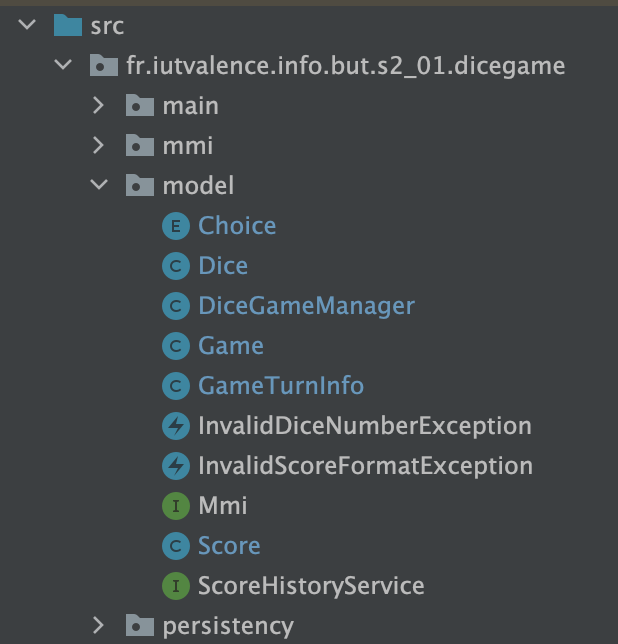 src
fr.iutvalence.info.but.s2_01.dicegame
main
mmi
model
E Choice
C Dice
C DiceGameManager
C Game
C GameTurnInfo
InvalidDiceNumberException
InvalidScoreFormatException
I Mmi
C Score
I ScoreHistoryService
persistency